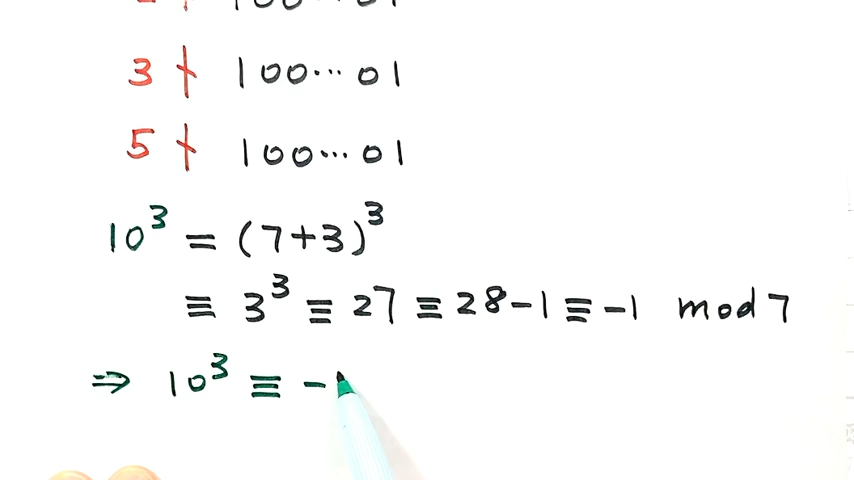 3 ∤ 100···01
5 ∤ 100···01
10³ = (7+3)³
≡ 3³ ≡ 27 ≡ 28-1 ≡ -1 mod 7
⇒ 10³ ≡ -